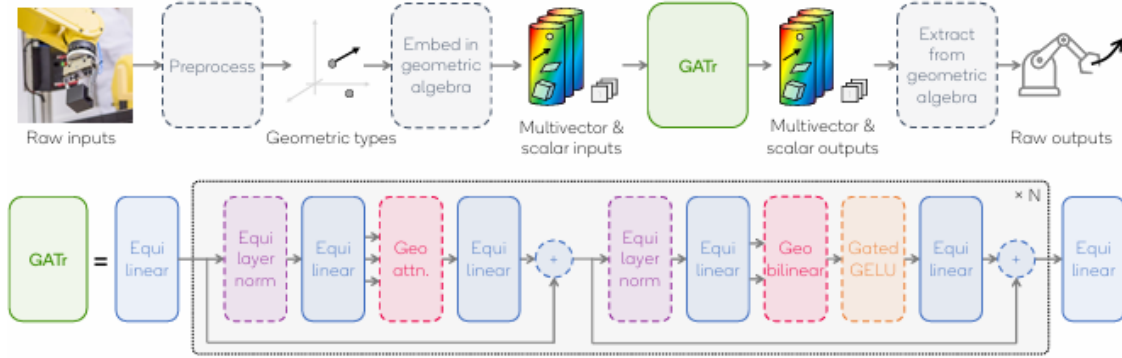 Preprocess
Embed in
geometric
algebra
GATr
Extract
from
geometric
algebra
Raw inputs
Geometric types
Multivector &
scalar inputs
Multivector &
scalar outputs
Raw outputs
× N
GATr
=
Equi
linear
Equi
layer
norm
Equi
linear
Geo
attn.
Equi
linear
+
Equi
layer
norm
Equi
linear
Geo
bilinear
Gated
GELU
Equi
linear
+
Equi
linear